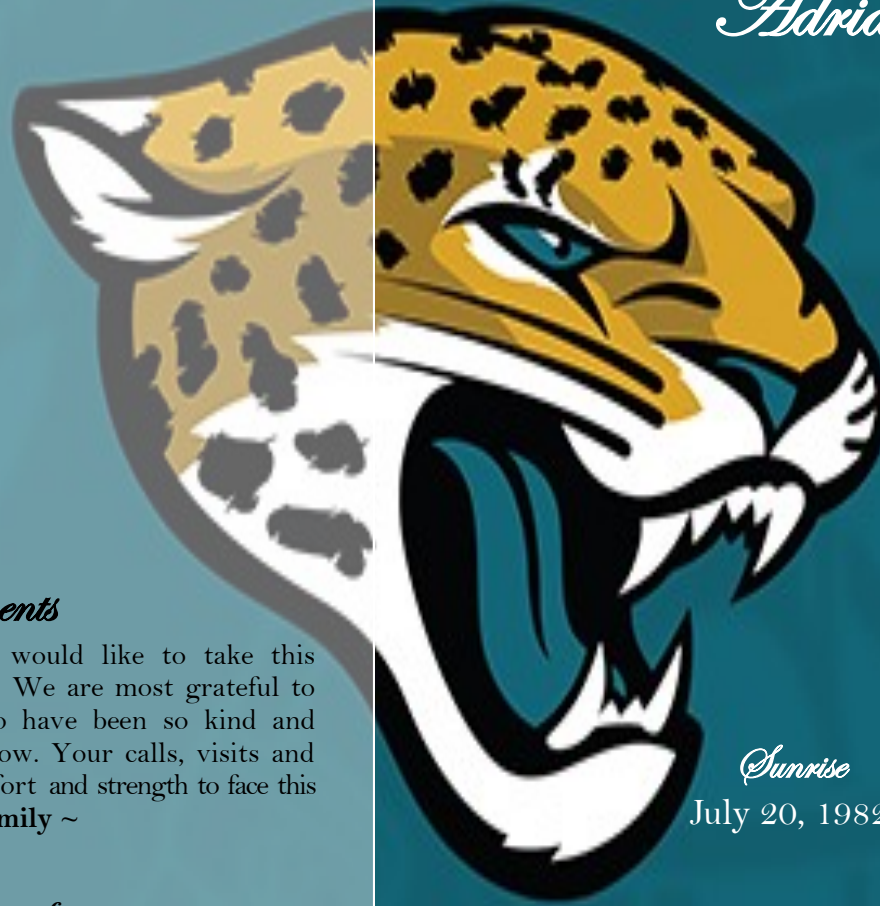 Adria
ents
would like to take this
We are most grateful to
have been so kind and
ow. Your calls, visits and
fort and strength to face this
mily ~
Sunrise
July 20, 1982